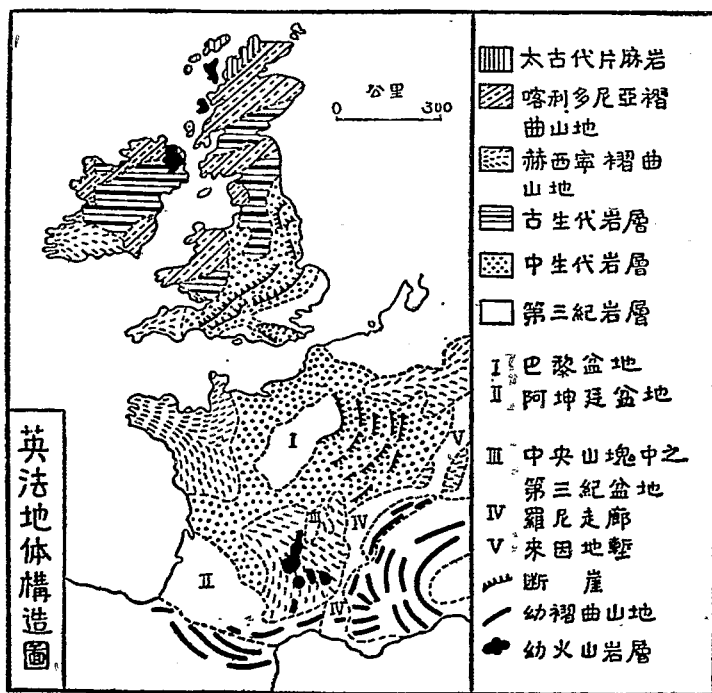 公里
0 300
I
II
III
IV
IV
V
英法地体構造圖
太古代片麻岩
喀利多尼亞褶
曲山地
赫西寧褶曲
山地
古生代岩層
中生代岩層
第三紀岩層
I 巴黎盆地
II 阿坤廷盆地
III 中央山塊中之
第三紀盆地
IV 羅尼走廊
V 來因地塹
断崖
幼褶曲山地
幼火山岩層